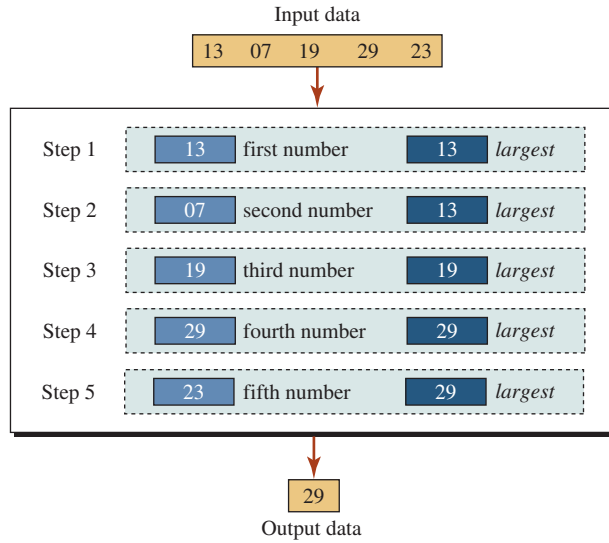 Input data
13 07 19 29 23
Step 1 13 first number 13 largest
Step 2 07 second number 13 largest
Step 3 19 third number 19 largest
Step 4 29 fourth number 29 largest
Step 5 23 fifth number 29 largest
29
Output data